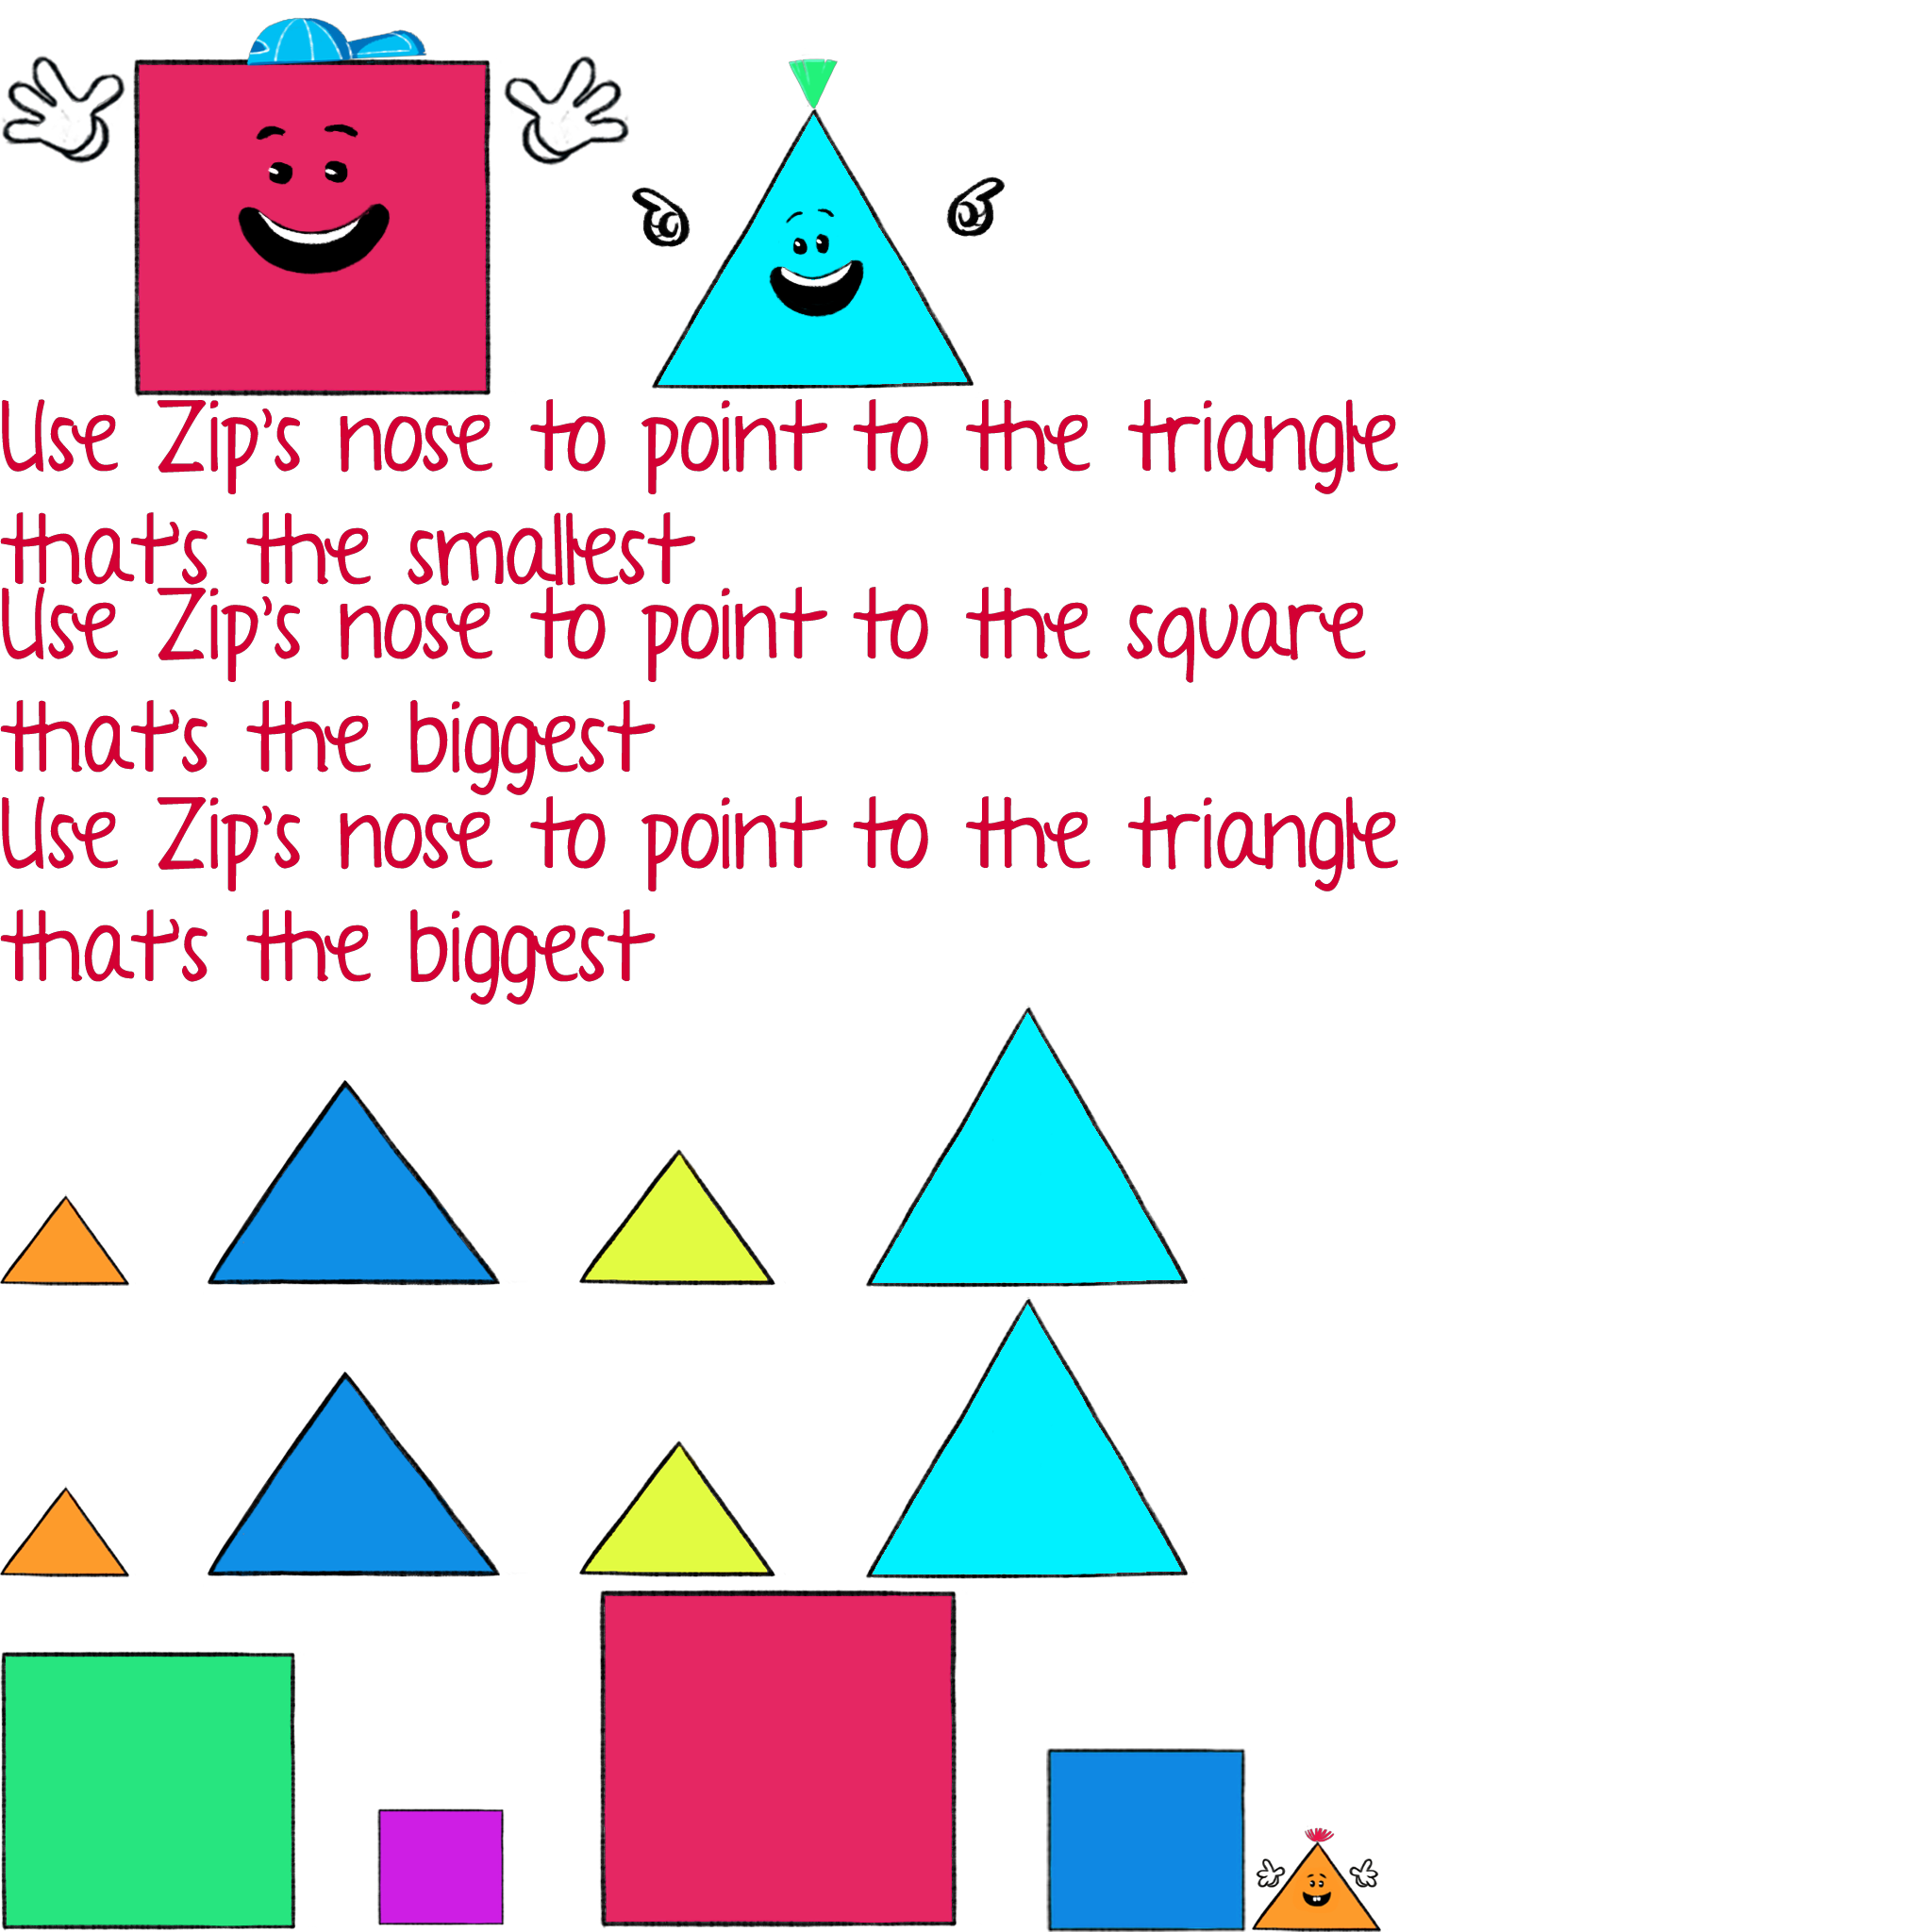 Use Zip's nose to point to the triangle
that's the smallest
Use Zip's nose to point to the square
that's the biggest
Use Zip's nose to point to the triangle
that's the biggest